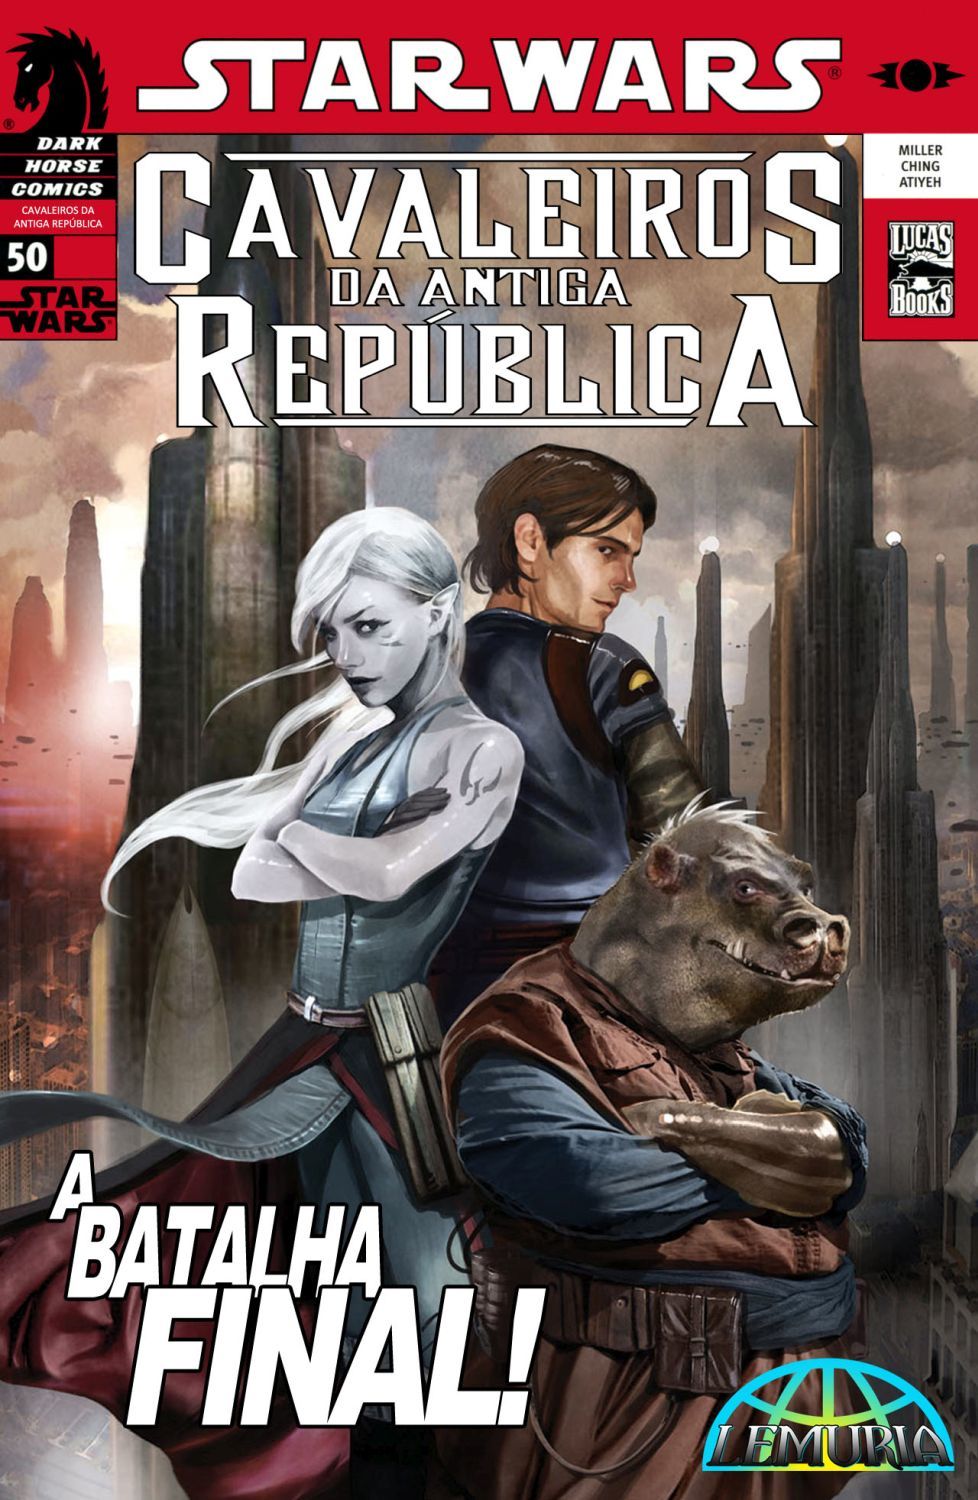 STAR WARS®
®
DARK
HORSE
COMICS
CAVALEIROS DA
ANTIGA REPÚBLICA
50
STAR
WARS
CAVALEIROS
DA ANTIGA
REPÚBLICA
MILLER
CHING
ATIYEH
LUCAS
BOOKS
A
BATALHA
FINAL!
LEMURIA